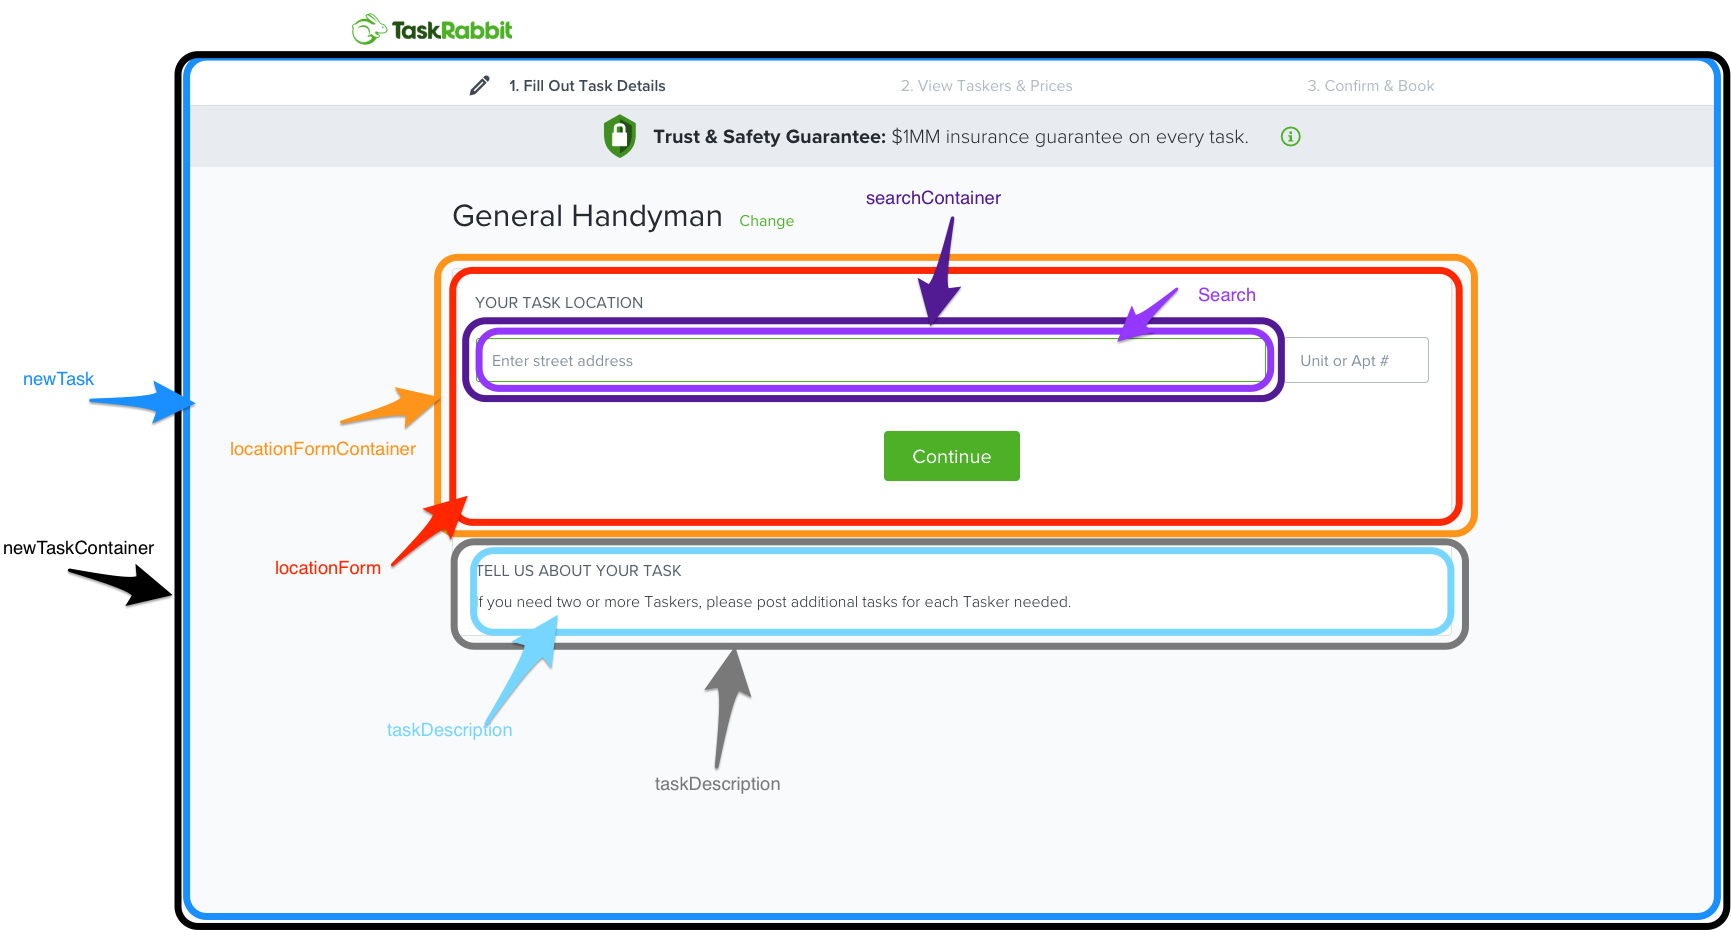 TaskRabbit
1. Fill Out Task Details
2. View Taskers & Prices
3. Confirm & Book
Trust & Safety Guarantee: $1MM insurance guarantee on every task.
searchContainer
General Handyman Change
Search
YOUR TASK LOCATION
Enter street address
Unit or Apt #
newTask
locationFormContainer
Continue
newTaskContainer
locationForm
TELL US ABOUT YOUR TASK
If you need two or more Taskers, please post additional tasks for each Tasker needed.
taskDescription
taskDescription